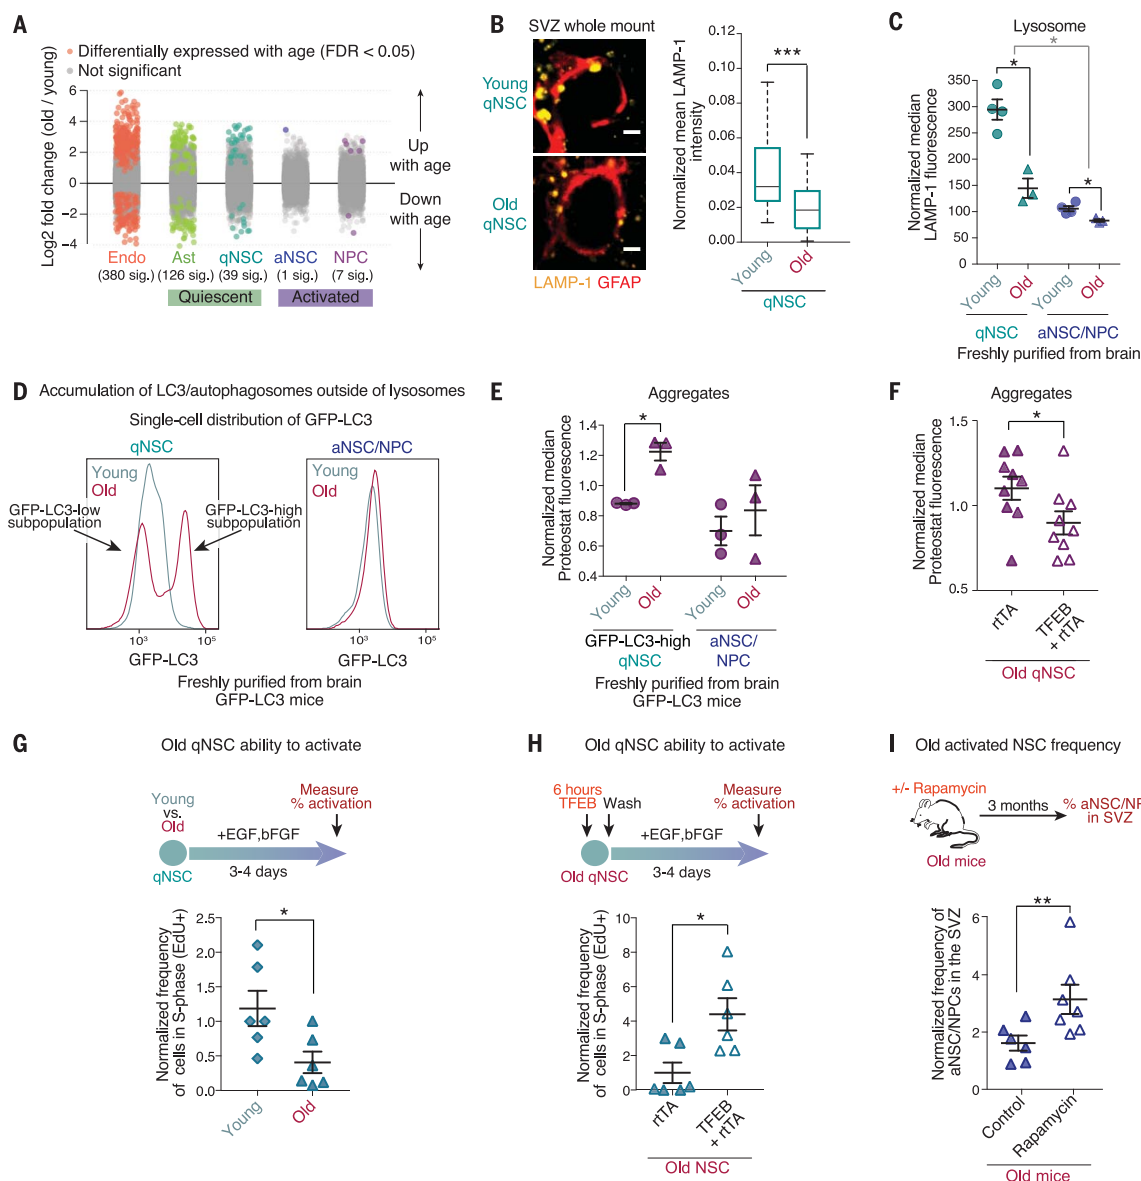 A
Differentially expressed with age (FDR < 0.05)
Not significant
Log2 fold change (old / young)
6
4
2
0
−2
−4
Up
with age
Down
with age
Endo
(380 sig.)
Ast
(126 sig.)
qNSC
(39 sig.)
aNSC
(1 sig.)
NPC
(7 sig.)
Quiescent
Activated
B
SVZ whole mount
Young
qNSC
Old
qNSC
LAMP-1 GFAP
Normalized mean LAMP-1
intensity
0.12
0.09
0.06
0.03
0.00
***
Young
Old
qNSC
C
Lysosome
Normalized median
LAMP-1 fluorescence
350
300
250
200
150
100
50
0
*
*
*
Young
Old
Young
Old
qNSC
aNSC/NPC
Freshly purified from brain
D
Accumulation of LC3/autophagosomes outside of lysosomes
Single-cell distribution of GFP-LC3
qNSC
aNSC/NPC
Young
Old
Young
Old
GFP-LC3-low
subpopulation
GFP-LC3-high
subpopulation
10³
10⁵
10³
10⁵
GFP-LC3
GFP-LC3
Freshly purified from brain
GFP-LC3 mice
E
Aggregates
Normalized median
Proteostat fluorescence
1.4
1.2
1.0
0.8
0.6
0.4
*
Young
Old
Young
Old
GFP-LC3-high
qNSC
aNSC/
NPC
Freshly purified from brain
GFP-LC3 mice
F
Aggregates
Normalized median
Proteostat fluorescence
1.5
1.0
0.5
*
rtTA
TFEB
+ rtTA
Old qNSC
G
Old qNSC ability to activate
Young
vs.
Old
qNSC
Measure
% activation
+EGF,bFGF
3-4 days
Normalized frequency
of cells in S-phase (EdU+)
2.5
2.0
1.5
1.0
0.5
0.0
*
Young
Old
H
Old qNSC ability to activate
6 hours
TFEB
Wash
Measure
% activation
+EGF,bFGF
Old qNSC
3-4 days
Normalized frequency
of cells in S-phase (EdU+)
10
8
6
4
2
0
*
rtTA
TFEB
+ rtTA
Old NSC
I
Old activated NSC frequency
+/- Rapamycin
3 months
% aNSC/NP
in SVZ
Old mice
Normalized frequency of
aNSC/NPCs in the SVZ
6
4
2
0
**
Control
Rapamycin
Old mice